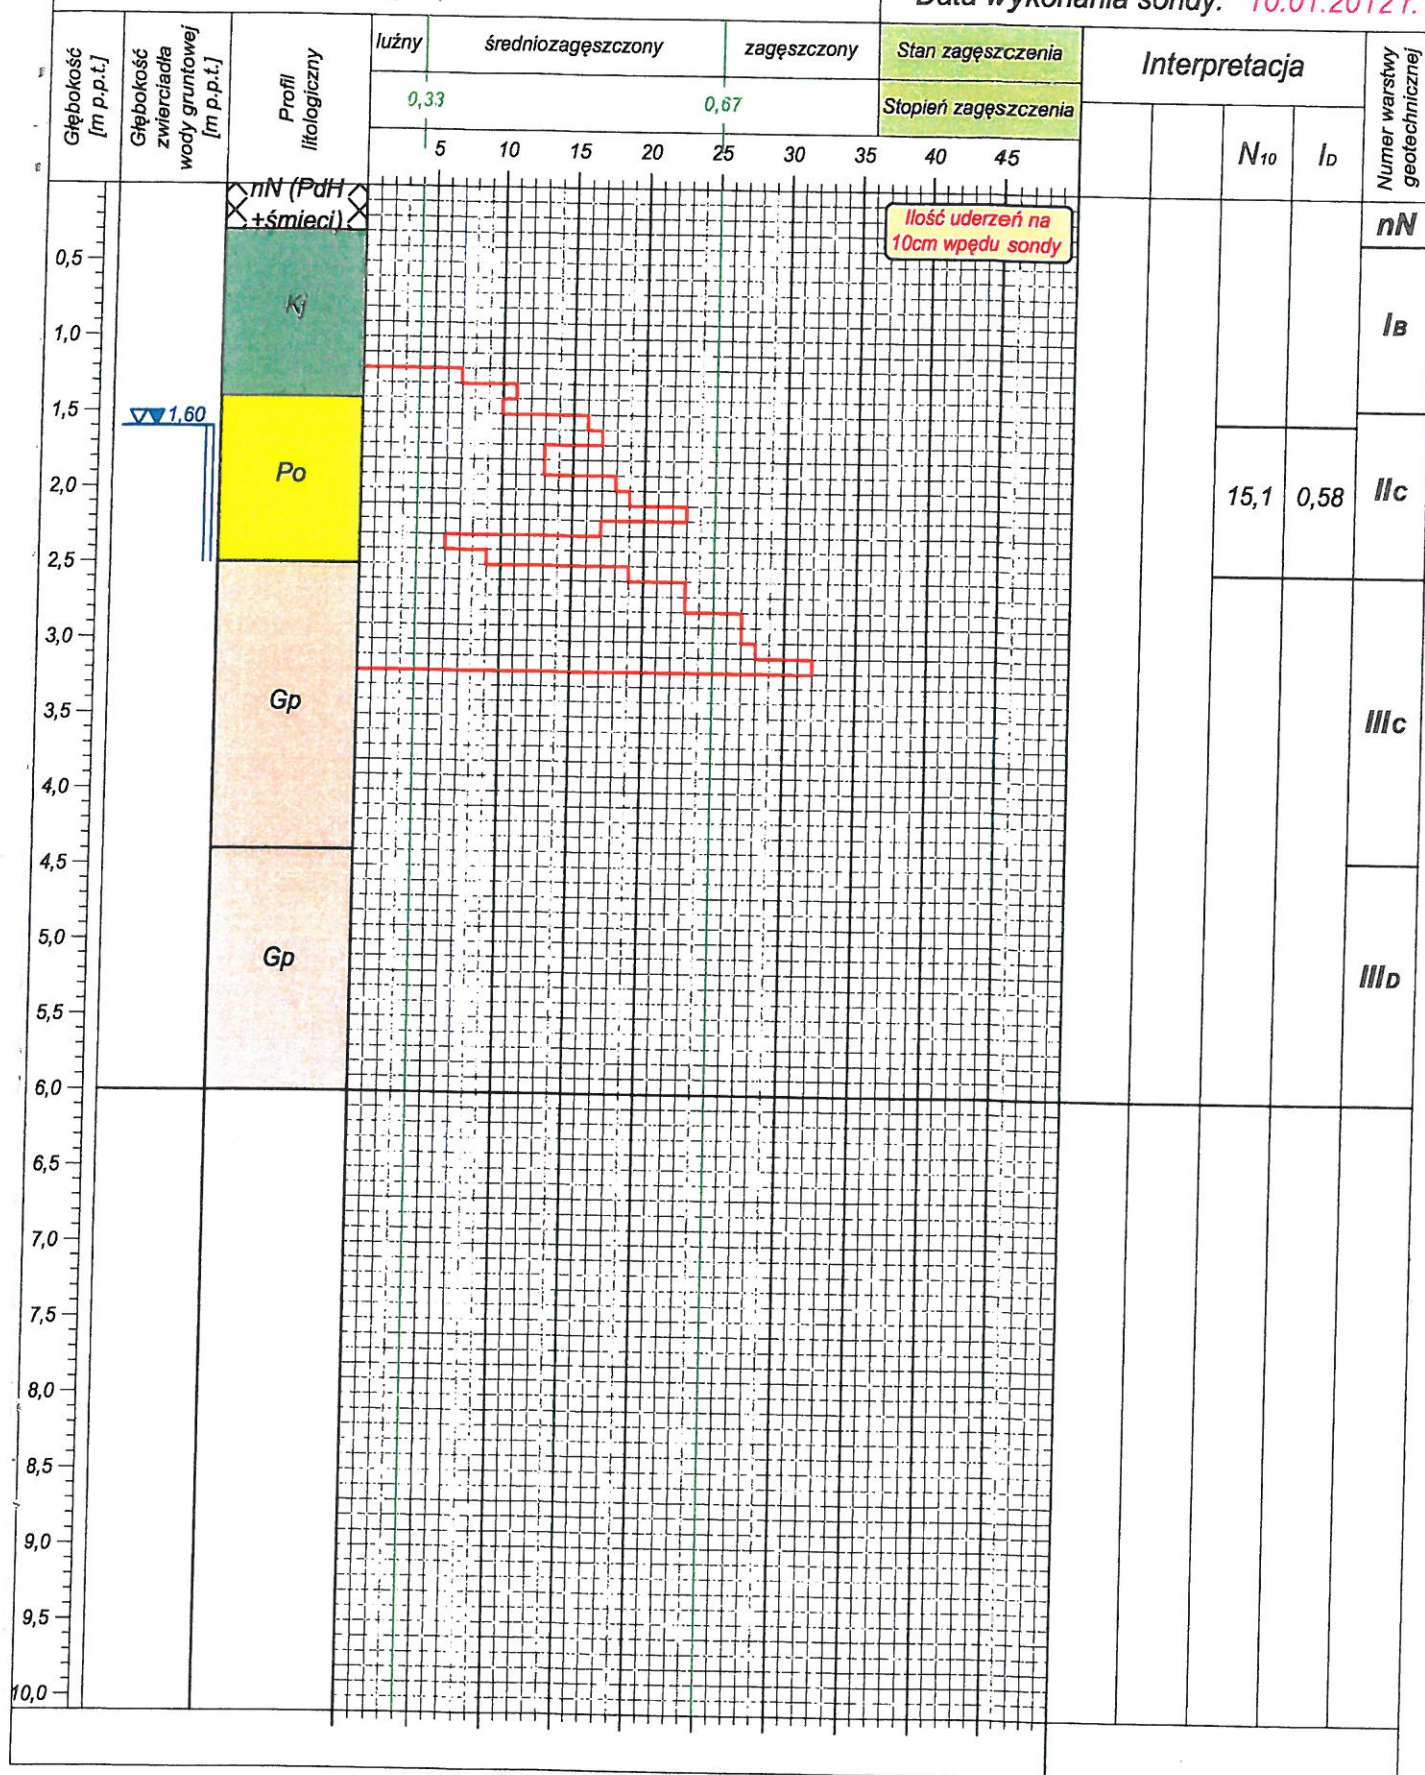 Data wykonania sondy: 10.01.2012 r.
Głębokość
[m p.p.t.]
Głębokość
zwierciadła
wody gruntowej
[m p.p.t.]
Profil
litologiczny
luźny
średniozagęszczony
zagęszczony
Stan zagęszczenia
0,33
0,67
Stopień zagęszczenia
5 10 15 20 25 30 35 40 45
Interpretacja
N10
ID
Numer warstwy
geotechnicznej
nN (PdH
+śmieci)
Ilość uderzeń na
10cm wpędu sondy
nN
0,5
Kj
1,0
IB
1,5
1,60
Po
2,0
15,1
0,58
IIC
2,5
3,0
Gp
3,5
IIIC
4,0
4,5
5,0
Gp
IIID
5,5
6,0
6,5
7,0
7,5
8,0
8,5
9,0
9,5
10,0